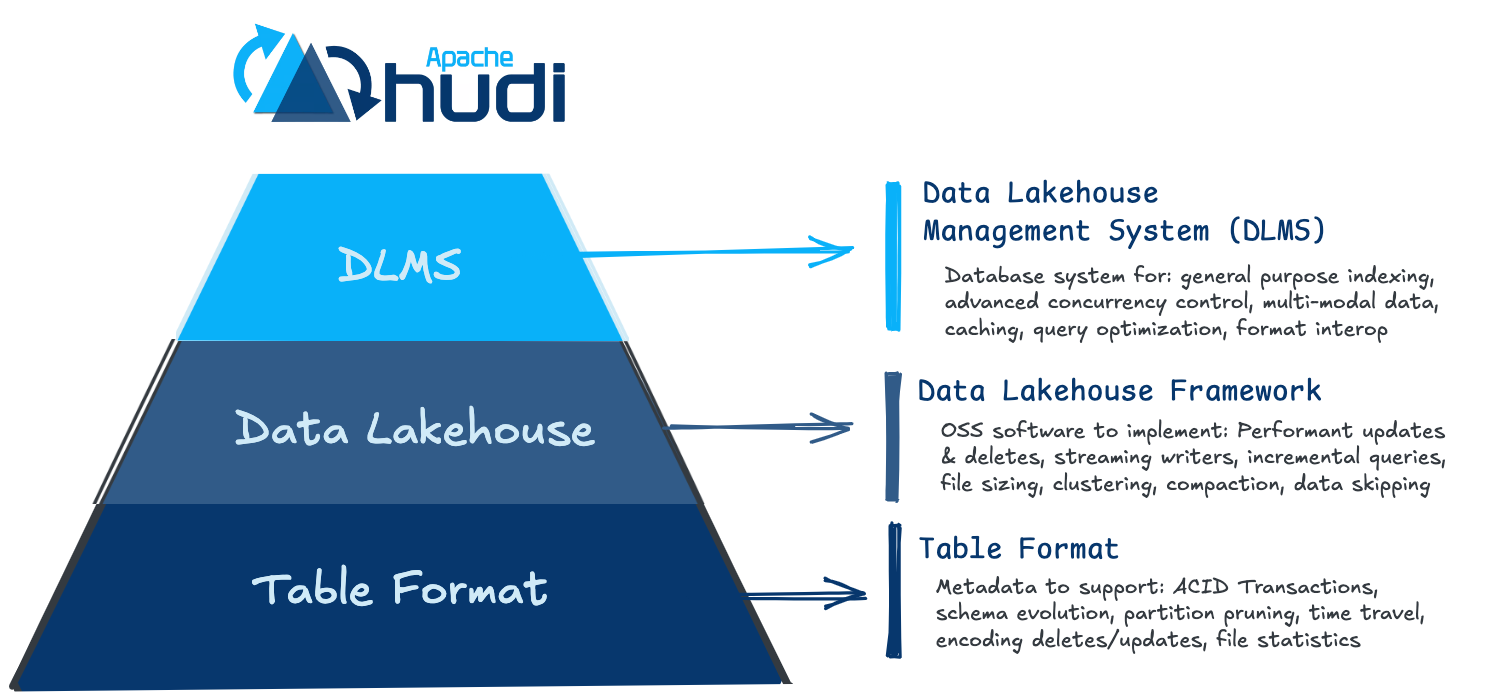 Apache
hudi
DLMS
Data Lakehouse
Management System (DLMS)
Database system for: general purpose indexing,
advanced concurrency control, multi-modal data,
caching, query optimization, format interop
Data Lakehouse
Data Lakehouse Framework
OSS software to implement: Performant updates
& deletes, streaming writers, incremental queries,
file sizing, clustering, compaction, data skipping
Table Format
Table Format
Metadata to support: ACID Transactions,
schema evolution, partition pruning, time travel,
encoding deletes/updates, file statistics